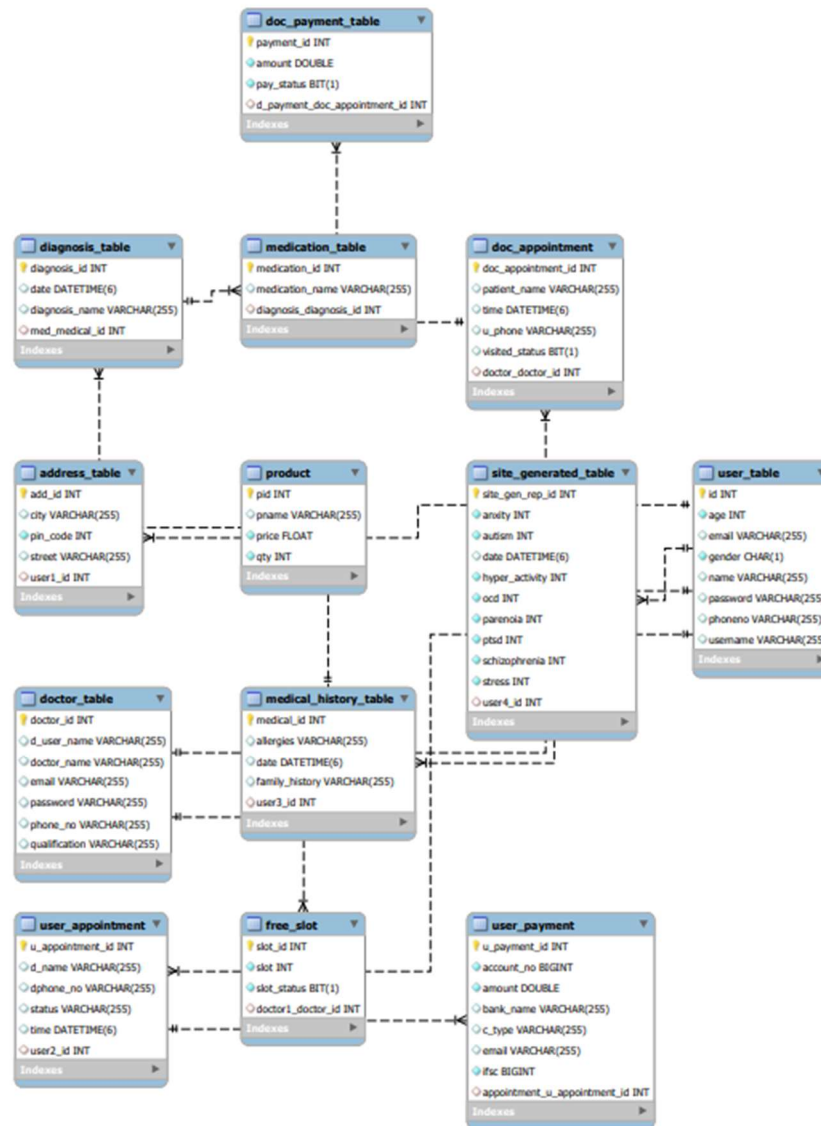 doc_payment_table
payment_id INT
amount DOUBLE
pay_status BIT(1)
d_payment_doc_appointment_id INT
Indexes
diagnosis_table
diagnosis_id INT
date DATETIME(6)
diagnosis_name VARCHAR(255)
med_medical_id INT
Indexes
medication_table
medication_id INT
medication_name VARCHAR(255)
diagnosis_diagnosis_id INT
Indexes
doc_appointment
doc_appointment_id INT
patient_name VARCHAR(255)
time DATETIME(6)
u_phone VARCHAR(255)
visited_status BIT(1)
doctor_doctor_id INT
Indexes
address_table
add_id INT
city VARCHAR(255)
pin_code INT
street VARCHAR(255)
user1_id INT
Indexes
product
pid INT
pname VARCHAR(255)
price FLOAT
qty INT
Indexes
site_generated_table
site_gen_rep_id INT
anxity INT
autism INT
date DATETIME(6)
hyper_activity INT
ocd INT
parenoia INT
ptsd INT
schizophrenia INT
stress INT
user4_id INT
Indexes
user_table
id INT
age INT
email VARCHAR(255)
gender CHAR(1)
name VARCHAR(255)
password VARCHAR(255)
phoneno VARCHAR(255)
username VARCHAR(255)
Indexes
doctor_table
doctor_id INT
d_user_name VARCHAR(255)
doctor_name VARCHAR(255)
email VARCHAR(255)
password VARCHAR(255)
phone_no VARCHAR(255)
qualification VARCHAR(255)
Indexes
medical_history_table
medical_id INT
allergies VARCHAR(255)
date DATETIME(6)
family_history VARCHAR(255)
user3_id INT
Indexes
user_appointment
u_appointment_id INT
d_name VARCHAR(255)
dphone_no VARCHAR(255)
status VARCHAR(255)
time DATETIME(6)
user2_id INT
Indexes
free_slot
slot_id INT
slot INT
slot_status BIT(1)
doctor1_doctor_id INT
Indexes
user_payment
u_payment_id INT
account_no BIGINT
amount DOUBLE
bank_name VARCHAR(255)
c_type VARCHAR(255)
email VARCHAR(255)
ifsc BIGINT
appointment_u_appointment_id INT
Indexes